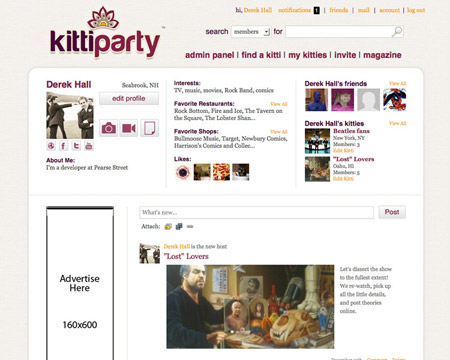 hi, Derek Hall notifications 1 | friends | mail | account | log out
kittiparty
search members for
admin panel | find a kitti | my kitties | invite | magazine
Derek Hall
Seabrook, NH
edit profile
About Me:
I'm a developer at Pearse Street
Interests:
TV, music, movies, Rock Band, comics
Favorite Restaurants: View All
Rock Bottom, Fire and Ice, The Tavern on
the Square, The Lobster Shan...
Favorite Shops: View All
Bullmoose Music, Target, Newbury Comics,
Harrison's Comics and Collec...
Likes:
Derek Hall's friends View All
Derek Hall's kitties View All
Beatles fans
New York, NY
Members: 3
Edit Kitti
"Lost" Lovers
Oahu, HI
Members: 5
Edit Kitti
Advertise
Here
160x600
What's new...
Post
Attach:
Derek Hall is the new host
"Lost" Lovers
Let's dissect the show
to the fullest extent!
We re-watch, pick up
all the little details,
and post theories
online.